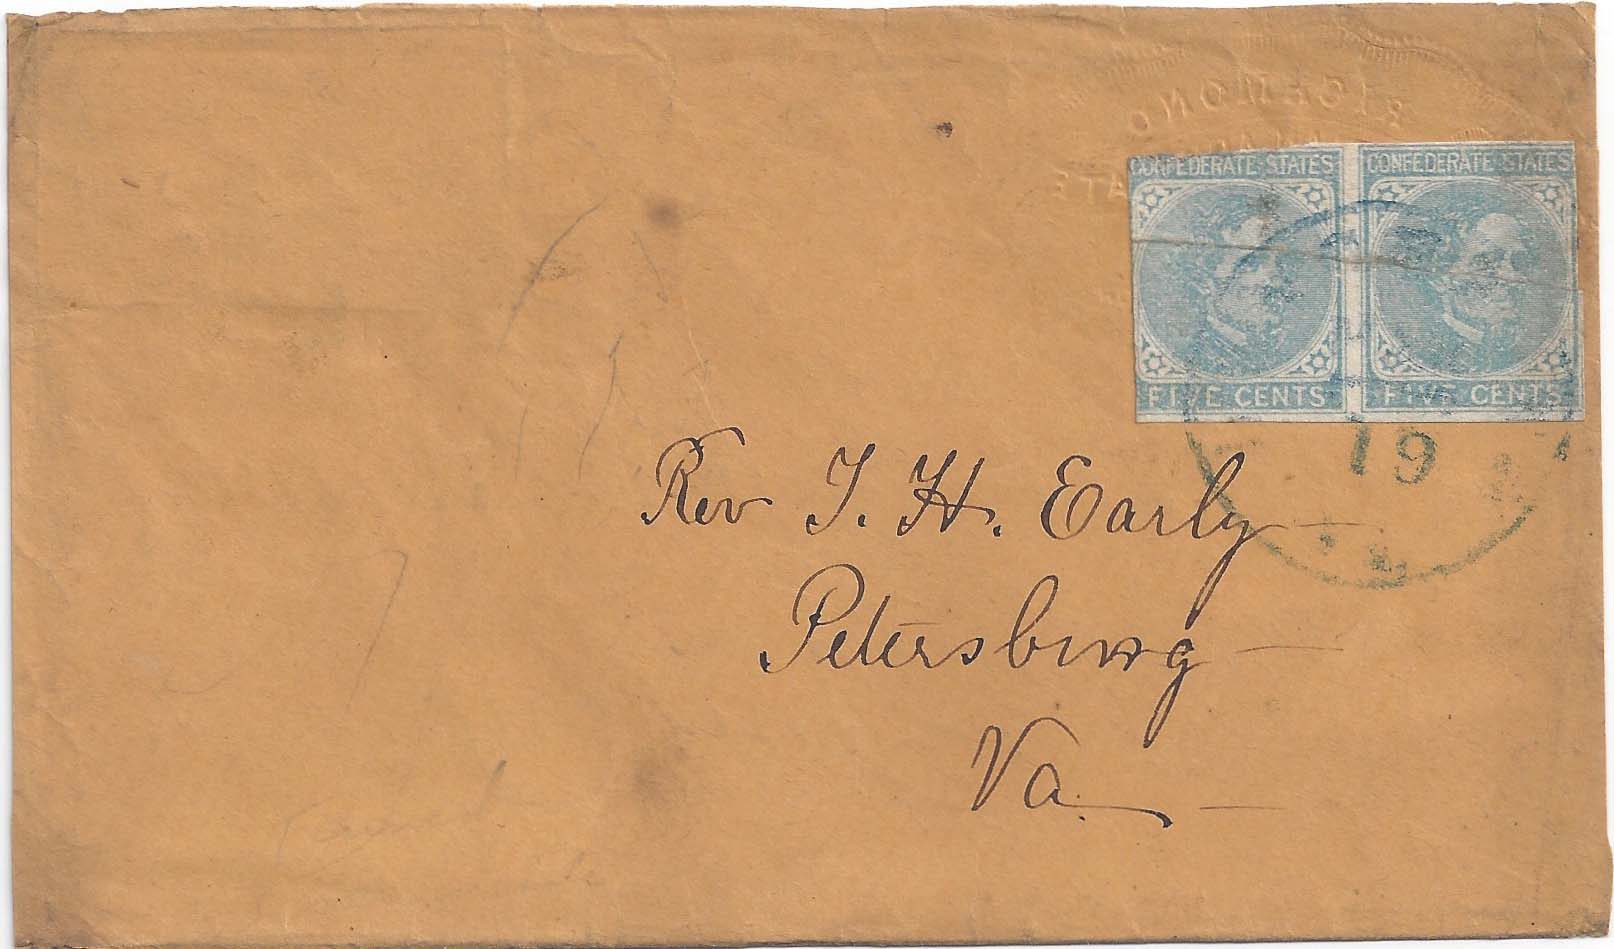 CONFEDERATE STATES CONFEDERATE STATES
FIVE CENTS FIVE CENTS
19
Rev J. H. Early
Petersburg
Va